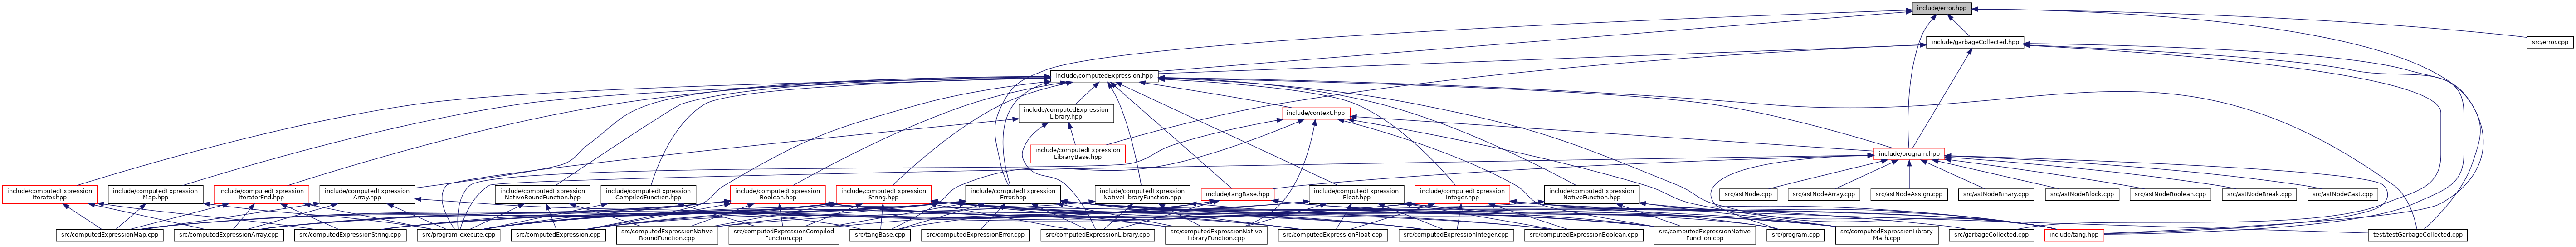 include/error.hpp
include/garbageCollected.hpp
src/error.cpp
include/computedExpression.hpp
include/computedExpression
Library.hpp
include/context.hpp
include/computedExpression
LibraryBase.hpp
include/program.hpp
include/computedExpression
Iterator.hpp
include/computedExpression
Map.hpp
include/computedExpression
IteratorEnd.hpp
include/computedExpression
Array.hpp
include/computedExpression
NativeBoundFunction.hpp
include/computedExpression
CompiledFunction.hpp
include/computedExpression
Boolean.hpp
include/computedExpression
String.hpp
include/computedExpression
Error.hpp
include/computedExpression
NativeLibraryFunction.hpp
include/tangBase.hpp
include/computedExpression
Float.hpp
include/computedExpression
Integer.hpp
include/computedExpression
NativeFunction.hpp
src/astNode.cpp
src/astNodeArray.cpp
src/astNodeAssign.cpp
src/astNodeBinary.cpp
src/astNodeBlock.cpp
src/astNodeBoolean.cpp
src/astNodeBreak.cpp
src/astNodeCast.cpp
src/computedExpressionMap.cpp
src/computedExpressionArray.cpp
src/computedExpressionString.cpp
src/program-execute.cpp
src/computedExpression.cpp
src/computedExpressionNative
BoundFunction.cpp
src/computedExpressionCompiled
Function.cpp
src/tangBase.cpp
src/computedExpressionError.cpp
src/computedExpressionLibrary.cpp
src/computedExpressionNative
LibraryFunction.cpp
src/computedExpressionFloat.cpp
src/computedExpressionInteger.cpp
src/computedExpressionBoolean.cpp
src/computedExpressionNative
Function.cpp
src/program.cpp
src/computedExpressionLibrary
Math.cpp
src/garbageCollected.cpp
include/tang.hpp
test/testGarbageCollected.cpp